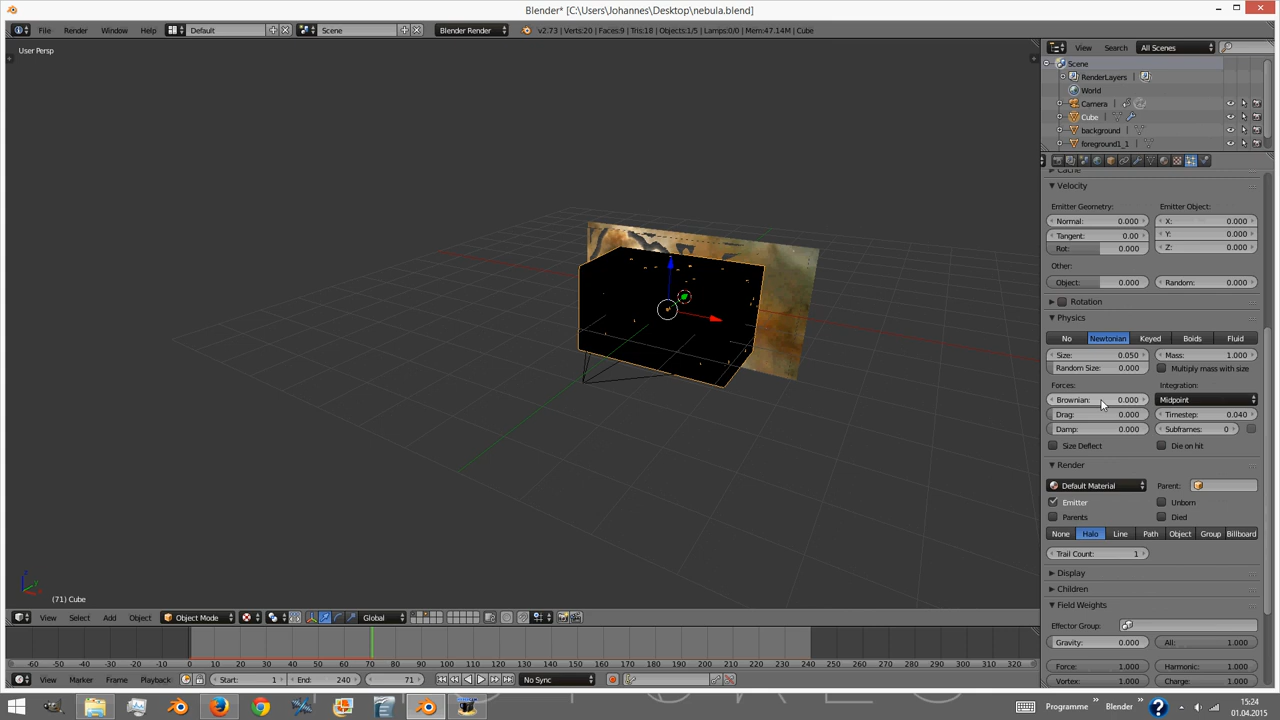 Blender* [C:\Users\Johannes\Desktop\nebula.blend]
File Render Window Help Default Scene Blender Render v2.73 | Verts:20 | Faces:9 | Tris:18 | Objects:1/5 | Lamps:0/0 | Mem:47.14M | Cube
View Search All Scenes
User Persp
Scene
RenderLayers
World
Camera
Cube
background
foreground1_1
Cache
Velocity
Emitter Geometry: Emitter Object:
Normal: 0.000 X: 0.000
Tangent: 0.00 Y: 0.000
Rot: 0.000 Z: 0.000
Other:
Object: 0.000 Random: 0.000
Rotation
Physics
No Newtonian Keyed Boids Fluid
Size: 0.050 Mass: 1.000
Random Size: 0.000 Multiply mass with size
Forces: Integration:
Brownian: 0.000 Midpoint
Drag: 0.000 Timestep: 0.040
Damp: 0.000 Subframes: 0
Size Deflect Die on hit
Render
Default Material Parent:
Emitter Unborn
Parents Died
None Halo Line Path Object Group Billboard
Trail Count: 1
Display
Children
Field Weights
Effector Group:
Gravity: 0.000 All: 1.000
Force: 1.000 Harmonic: 1.000
Vortex: 1.000 Charge: 1.000
(71) Cube
View Select Add Object Object Mode Global
-60 -50 -40 -30 -20 -10 0 10 20 30 40 50 60 70 80 90 100 110 120 130 140 150 160 170 180 190 200 210 220 230 240 250 260 270 280 290 300 310 320
View Marker Frame Playback Start: 1 End: 240 71 No Sync
Programme Blender 15:24
01.04.2015